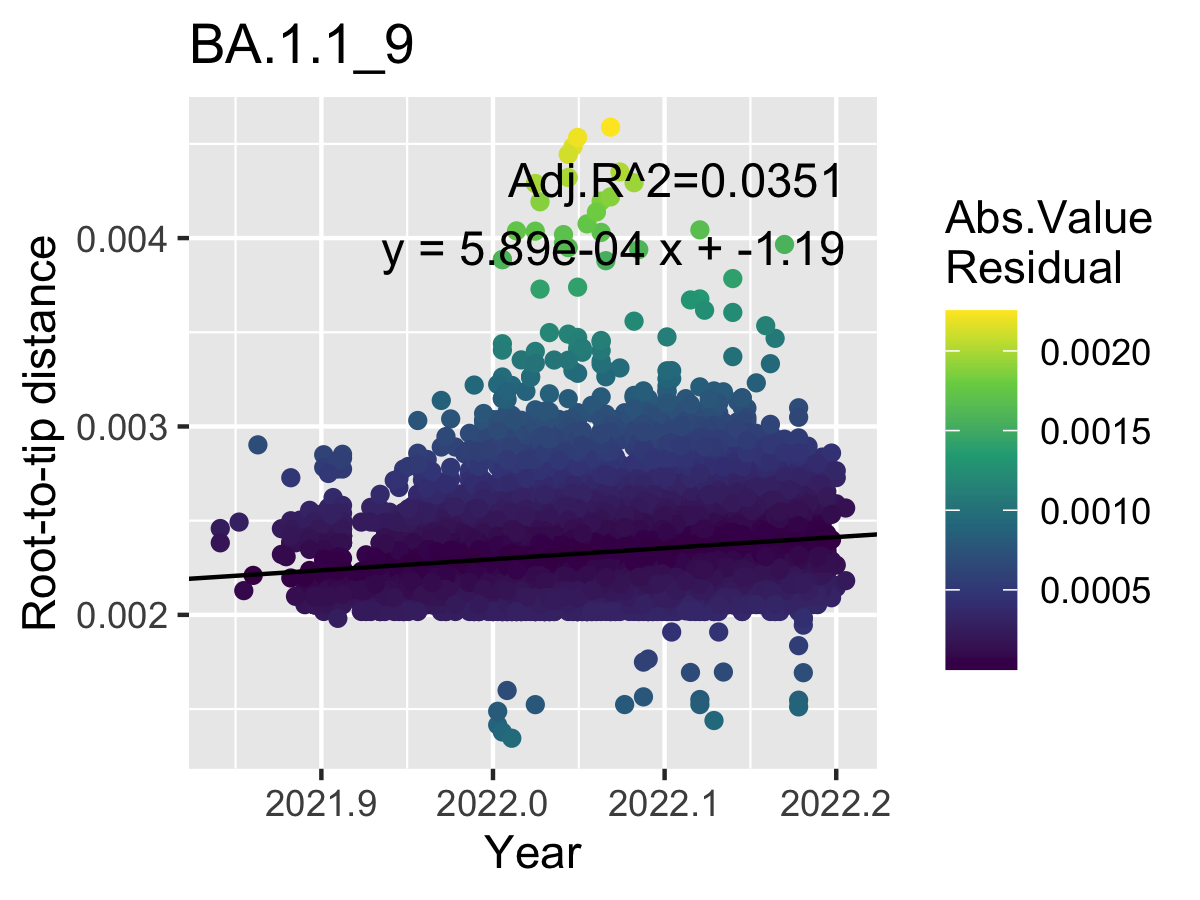 BA.1.1_9
Adj.R^2=0.0351
y = 5.89e-04 x + -1.19
Root-to-tip distance
0.004
0.003
0.002
2021.9
2022.0
2022.1
2022.2
Year
Abs.Value
Residual
0.0020
0.0015
0.0010
0.0005